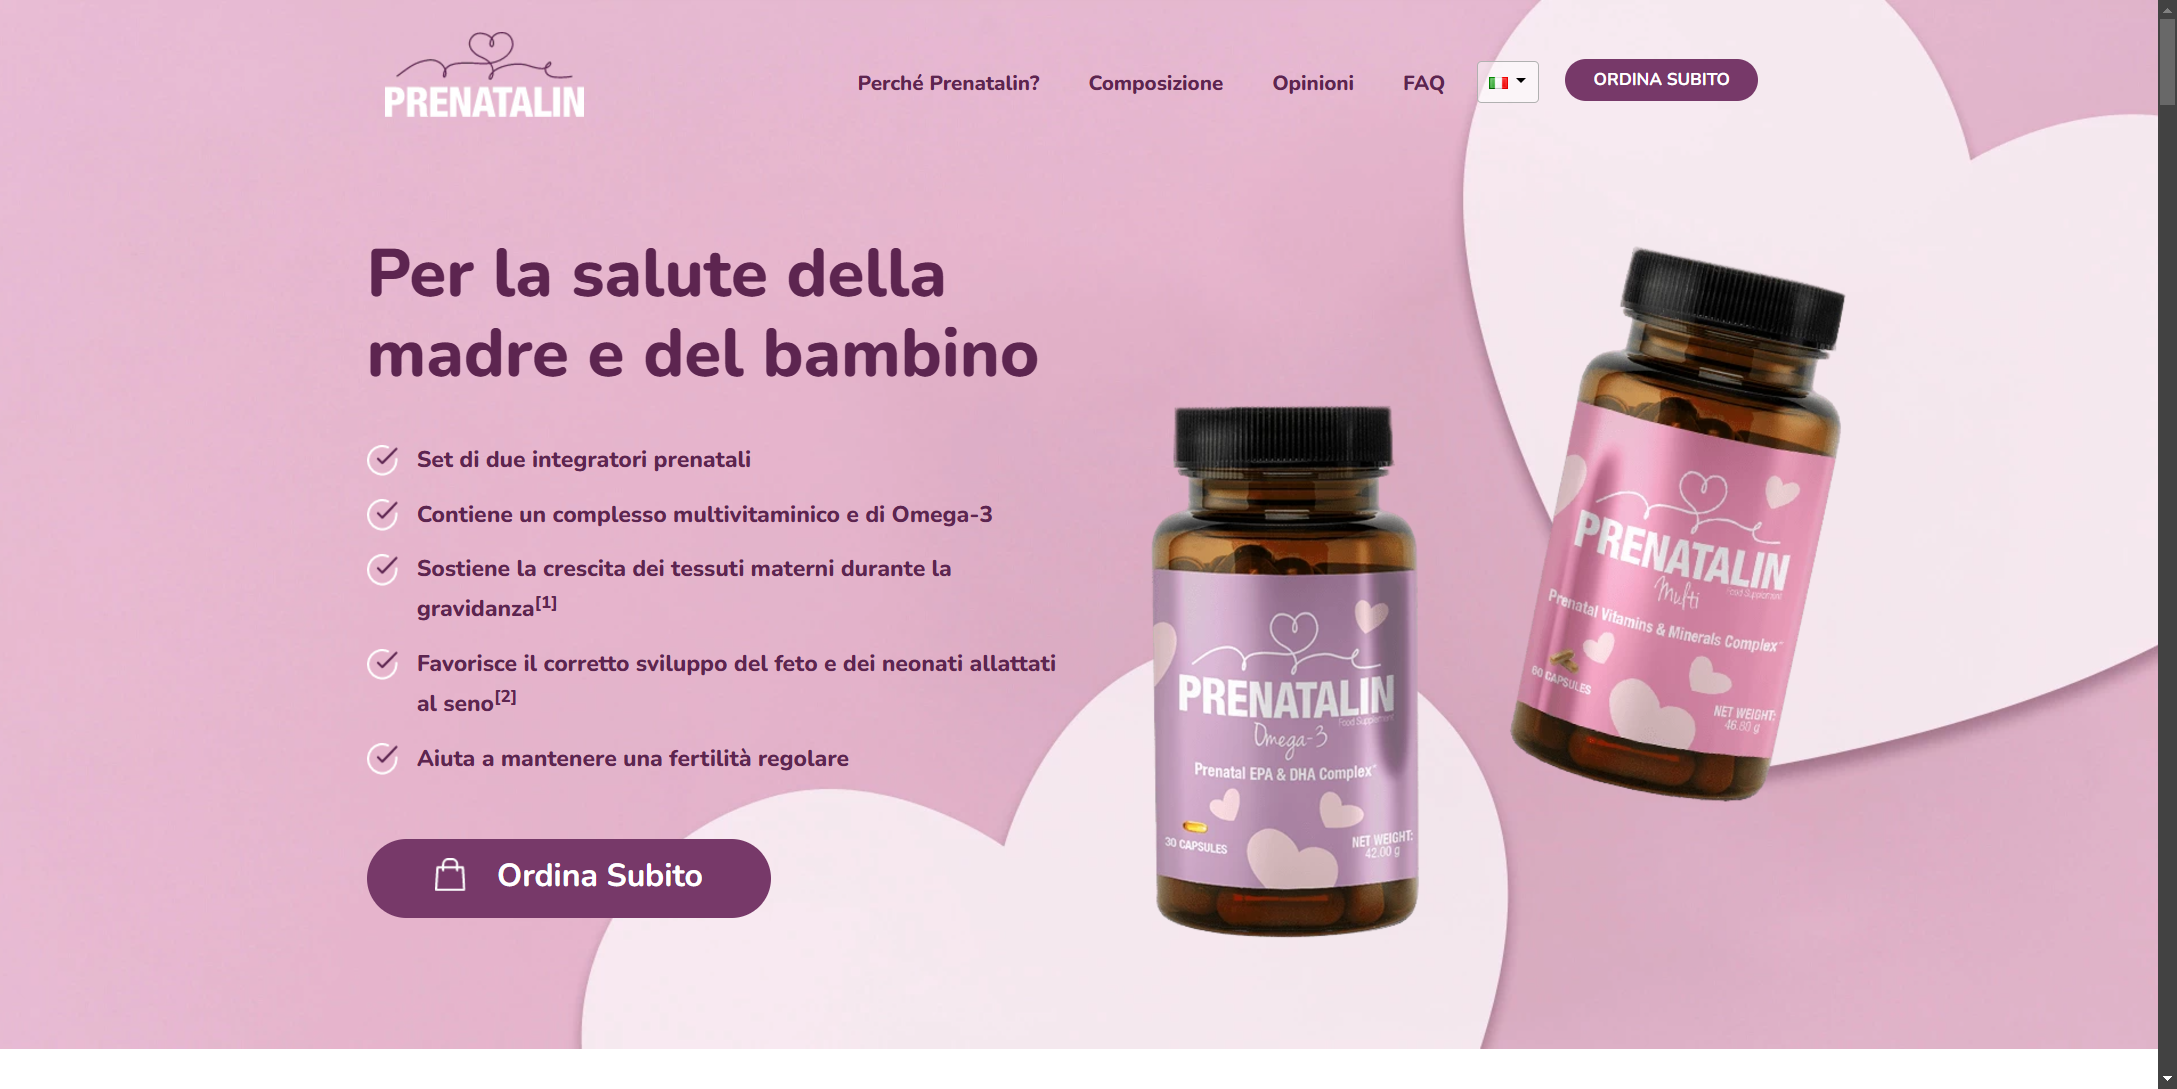 PRENATALIN
Perché Prenatalin?
Composizione
Opinioni
FAQ
ORDINA SUBITO
Per la salute della
madre e del bambino
Set di due integratori prenatali
Contiene un complesso multivitaminico e di Omega-3
Sostiene la crescita dei tessuti materni durante la
gravidanza[1]
Favorisce il corretto sviluppo del feto e dei neonati allattati
al seno[2]
Aiuta a mantenere una fertilità regolare
Ordina Subito
PRENATALIN
Food Supplement
Omega-3
Prenatal EPA & DHA Complex
30 CAPSULES
NET WEIGHT:
42.00 g
PRENATALIN
Food Supplement
Multi
Prenatal Vitamins & Minerals Complex
60 CAPSULES
NET WEIGHT:
46.80 g